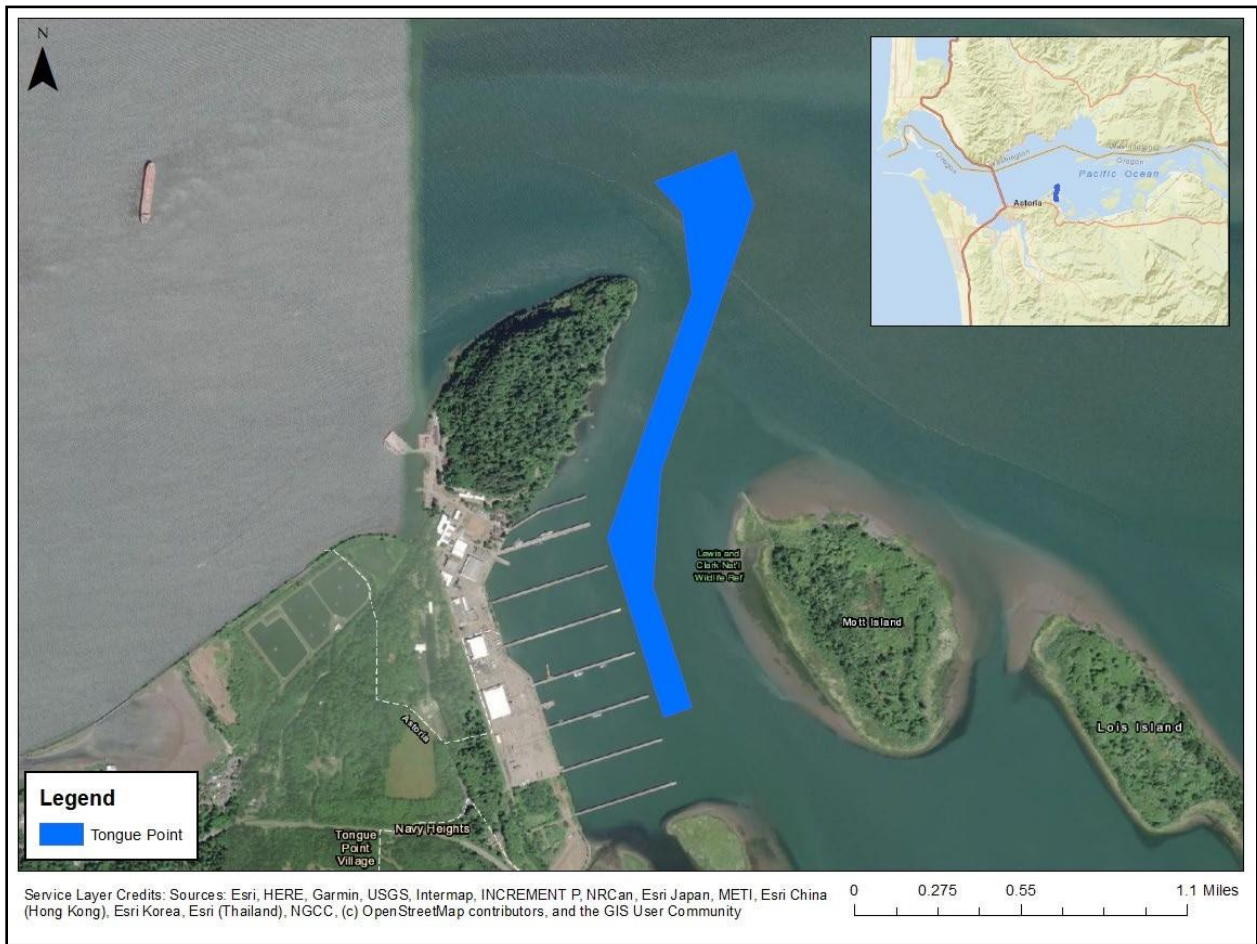 N
Washington
Oregon
Oregon
Pacific Ocean
Astoria
Lewis and
Clark Nat'l
Wildlife Ref
Mott Island
Lois Island
Astoria
Legend
Tongue Point
Navy Heights
Tongue
Point
Village
Service Layer Credits: Sources: Esri, HERE, Garmin, USGS, Intermap, INCREMENT P, NRCan, Esri Japan, METI, Esri China
(Hong Kong), Esri Korea, Esri (Thailand), NGCC, (c) OpenStreetMap contributors, and the GIS User Community
0 0.275 0.55 1.1 Miles